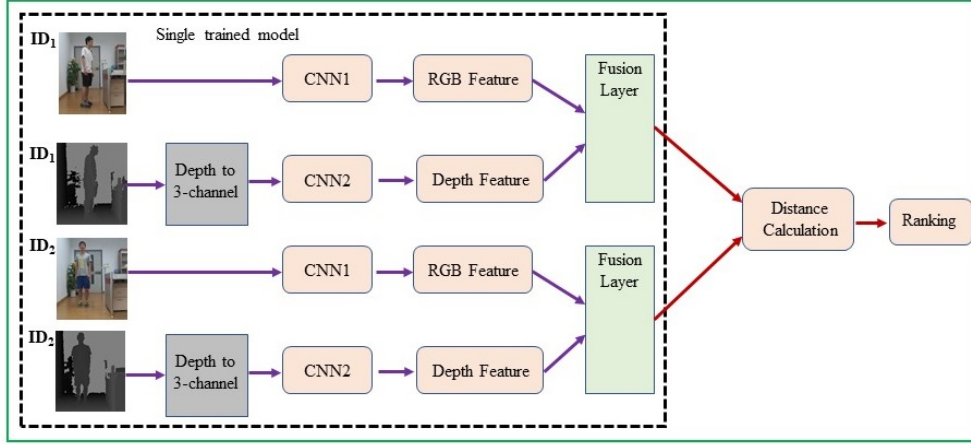 Single trained model
ID1
CNN1
RGB Feature
Fusion
Layer
ID1
Depth to
3-channel
CNN2
Depth Feature
Distance
Calculation
Ranking
ID2
CNN1
RGB Feature
Fusion
Layer
ID2
Depth to
3-channel
CNN2
Depth Feature